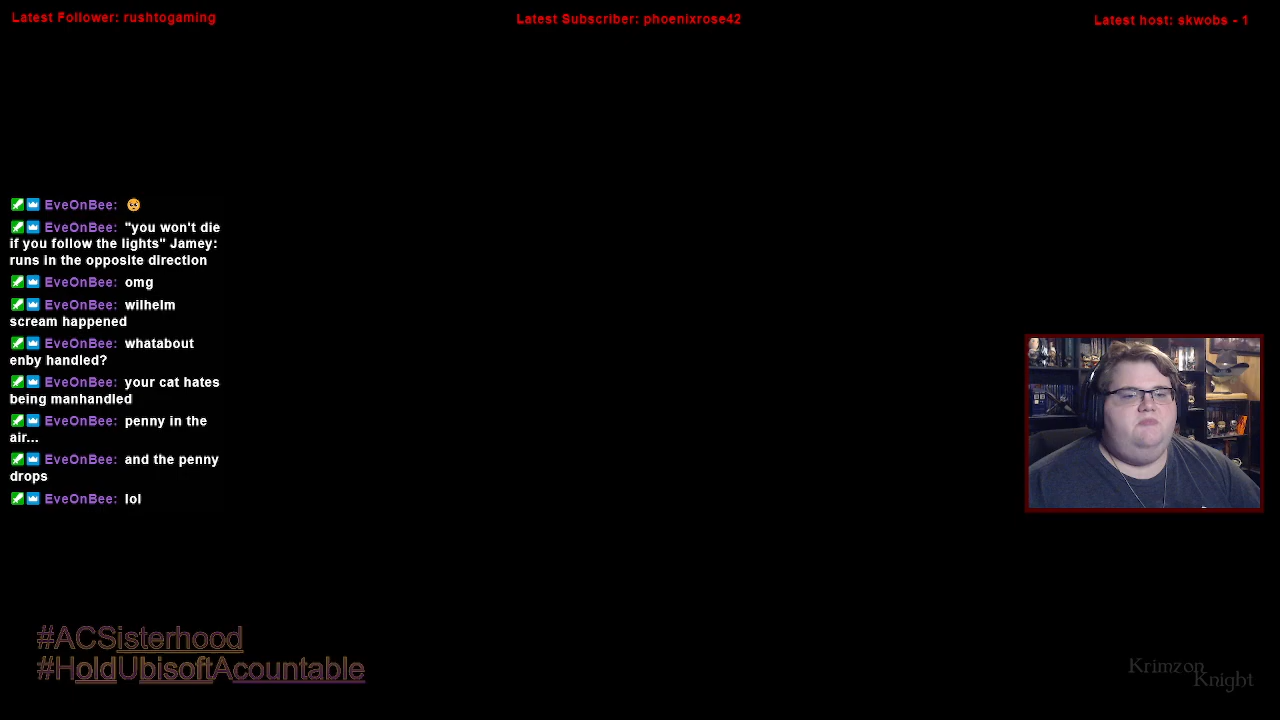 Latest Follower: rushtogaming
Latest Subscriber: phoenixrose42
Latest host: skwobs - 1
EveOnBee:
EveOnBee: "you won't die
if you follow the lights" Jamey:
runs in the opposite direction
EveOnBee: omg
EveOnBee: wilhelm
scream happened
EveOnBee: whatabout
enby handled?
EveOnBee: your cat hates
being manhandled
EveOnBee: penny in the
air...
EveOnBee: and the penny
drops
EveOnBee: lol
#ACSisterhood
#HoldUbisoftAcountable
Krimzon
Knight